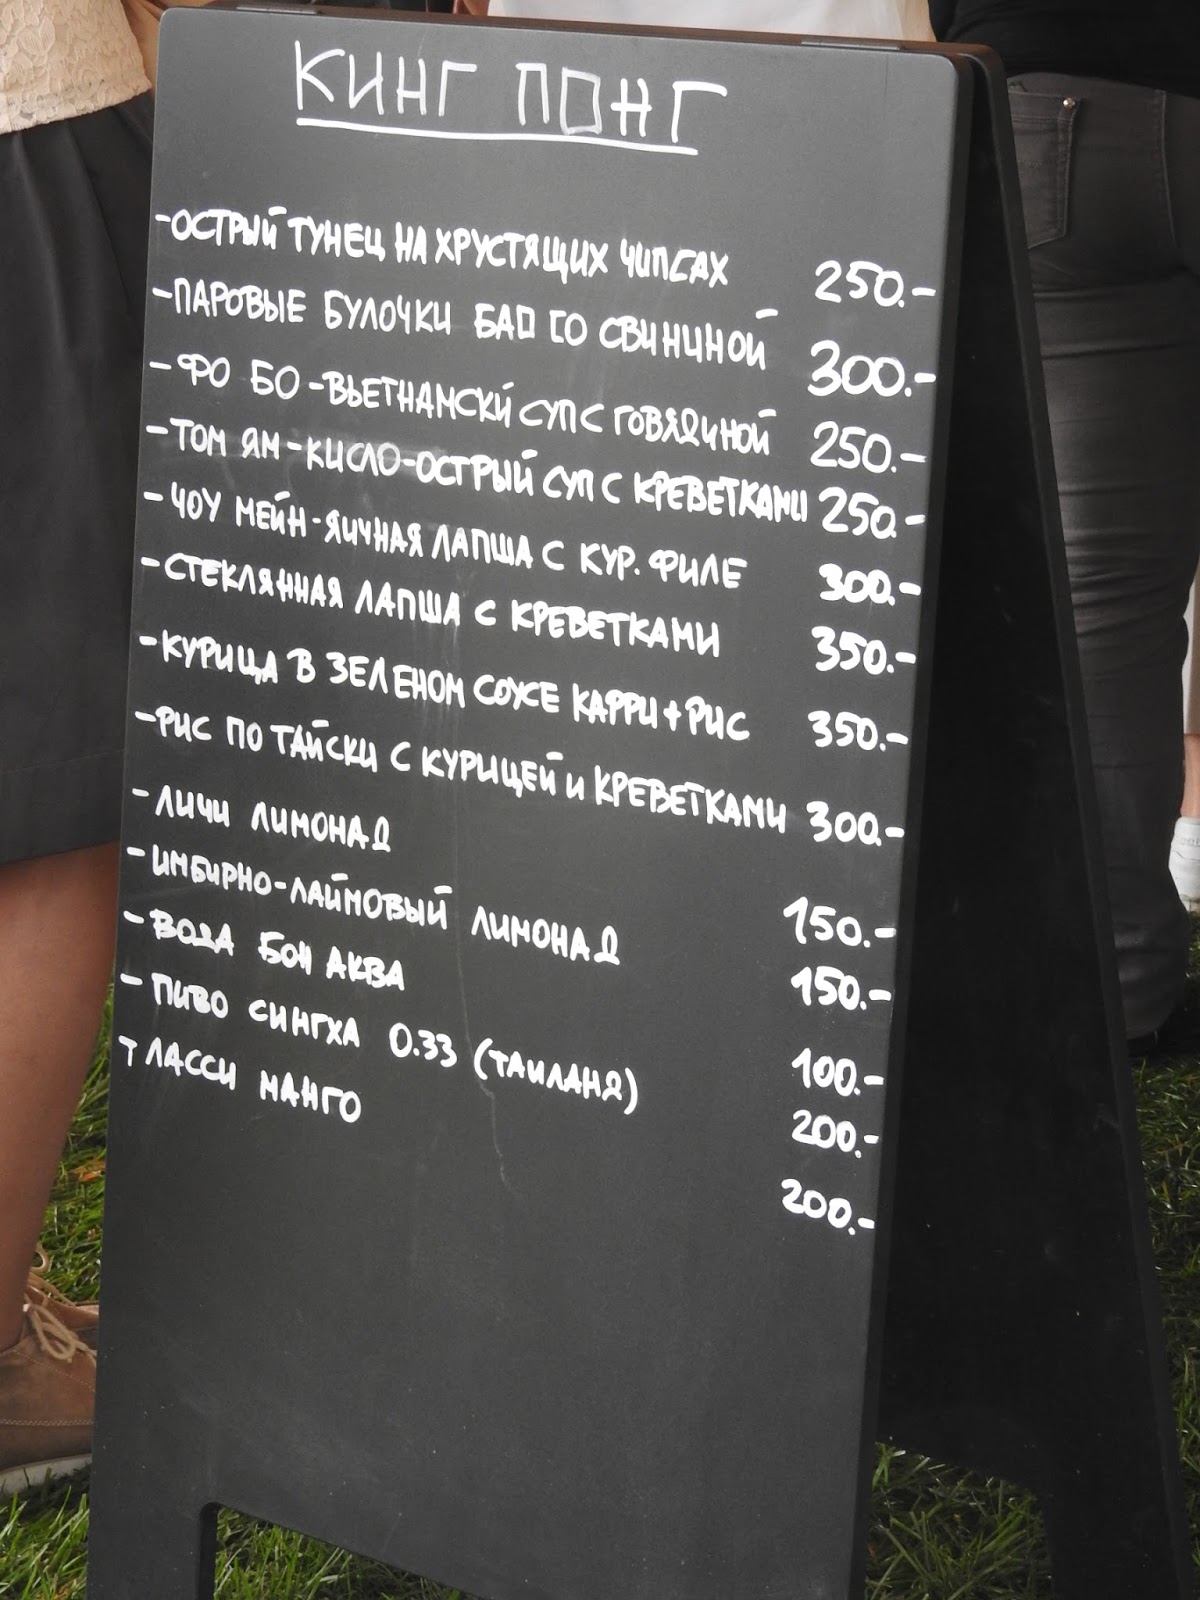 КИНГ ПОНГ
-ОСТРЫЙ ТУНЕЦ НА ХРУСТЯЩИХ ЧИПСАХ 250.-
-ПАРОВЫЕ БУЛОЧКИ БАО СО СВИНИНОЙ 300.-
-ФО БО-ВЬЕТНАМСКЙ СУП С ГОВЯДИНОЙ 250.-
-ТОМ ЯМ-КИСЛО-ОСТРЫЙ СУП С КРЕВЕТКАМИ 250.-
-ЧОУ МЕЙН-ЯИЧНАЯ ЛАПША С КУР. ФИЛЕ 300.-
-СТЕКЛЯННАЯ ЛАПША С КРЕВЕТКАМИ 350.-
-КУРИЦА В ЗЕЛЕНОМ СОУСЕ КАРРИ+РИС 350.-
-РИС ПО ТАЙСКИ С КУРИЦЕЙ И КРЕВЕТКАМИ 300.-
-ЛИЧИ ЛИМОНАД 150.-
-ИМБИРНО-ЛАЙМОВЫЙ ЛИМОНАД 150.-
-ВОДА БОН АКВА 100.-
-ПИВО СИНГХА 0.33 (ТАИЛАНД) 200.-
-ЛАССИ МАНГО 200.-